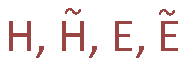 H, H̃, E, Ẽ